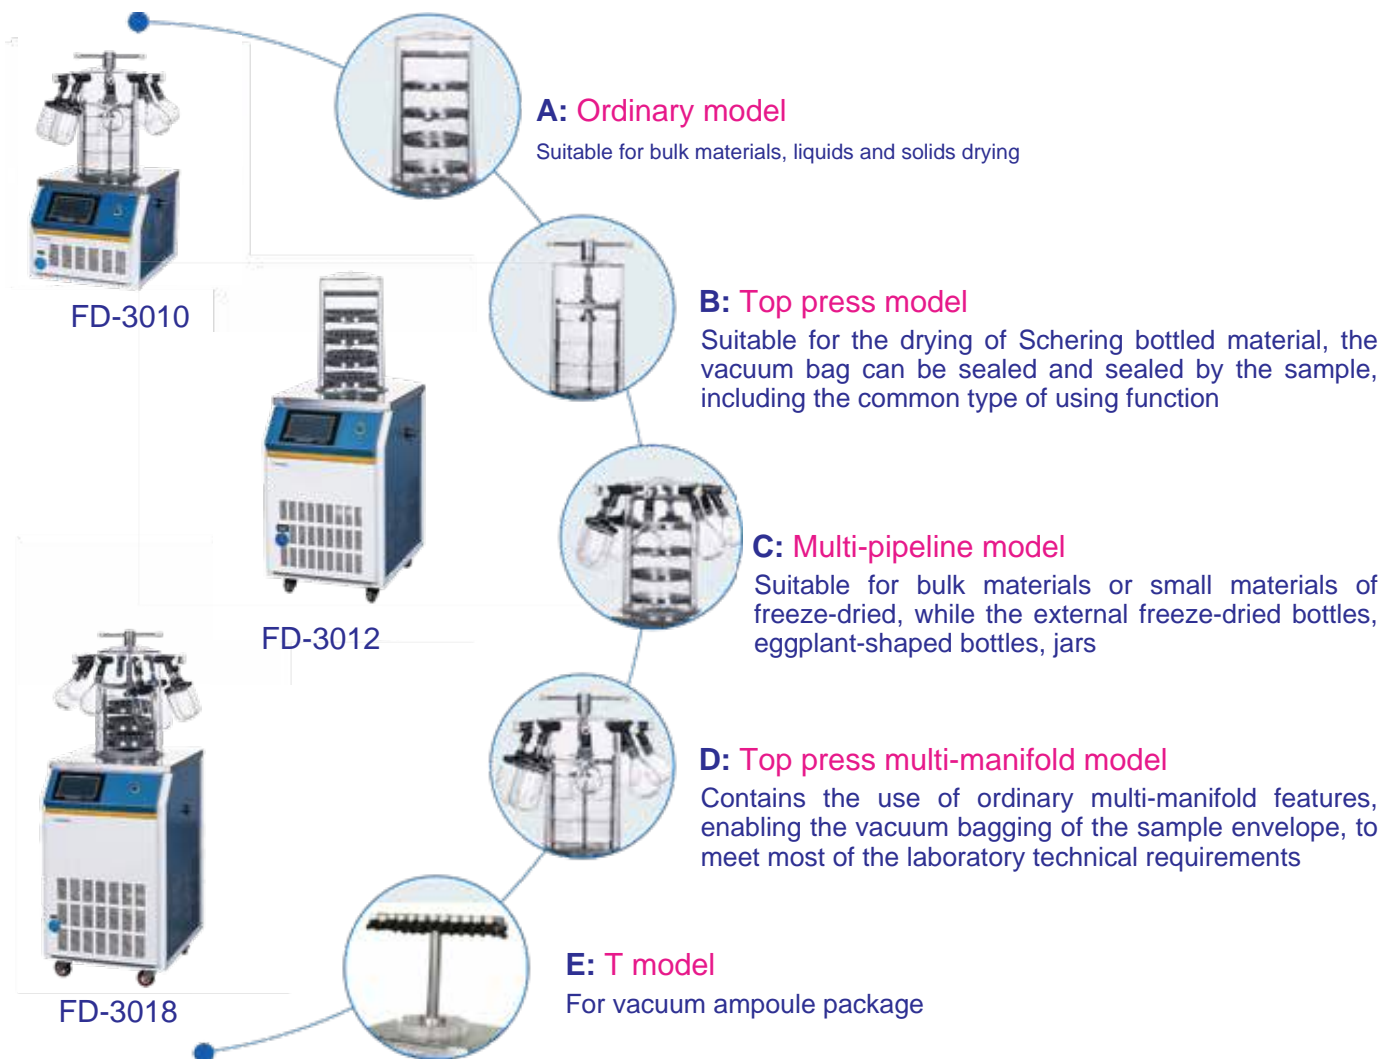 A: Ordinary model
Suitable for bulk materials, liquids and solids drying
FD-3010
B: Top press model
Suitable for the drying of Schering bottled material, the
vacuum bag can be sealed and sealed by the sample,
including the common type of using function
FD-3012
C: Multi-pipeline model
Suitable for bulk materials or small materials of
freeze-dried, while the external freeze-dried bottles,
eggplant-shaped bottles, jars
D: Top press multi-manifold model
Contains the use of ordinary multi-manifold features,
enabling the vacuum bagging of the sample envelope, to
meet most of the laboratory technical requirements
FD-3018
E: T model
For vacuum ampoule package